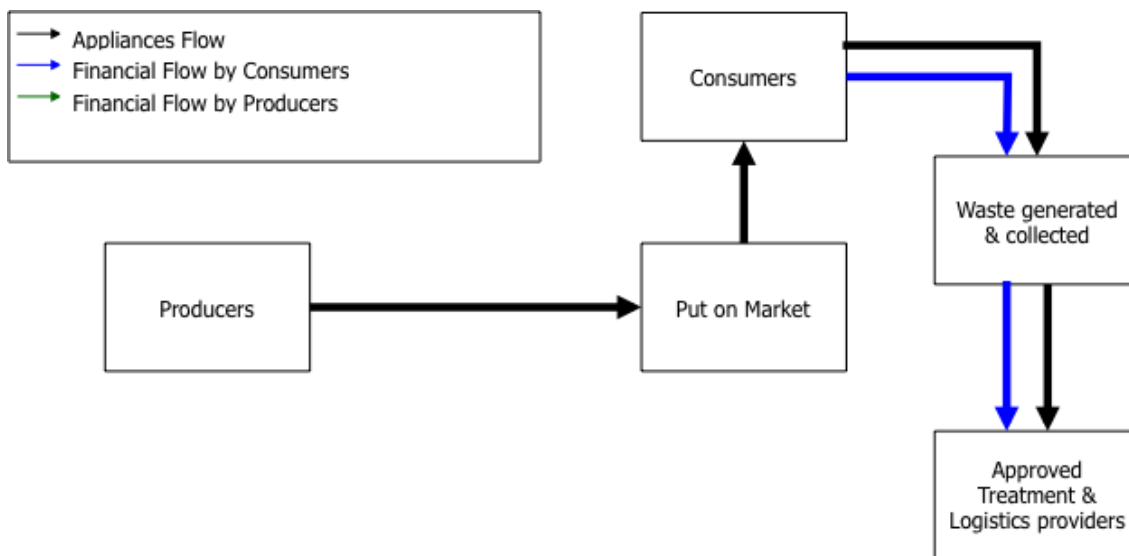 Appliances Flow
Financial Flow by Consumers
Financial Flow by Producers
Consumers
Waste generated
& collected
Producers
Put on Market
Approved
Treatment &
Logistics providers